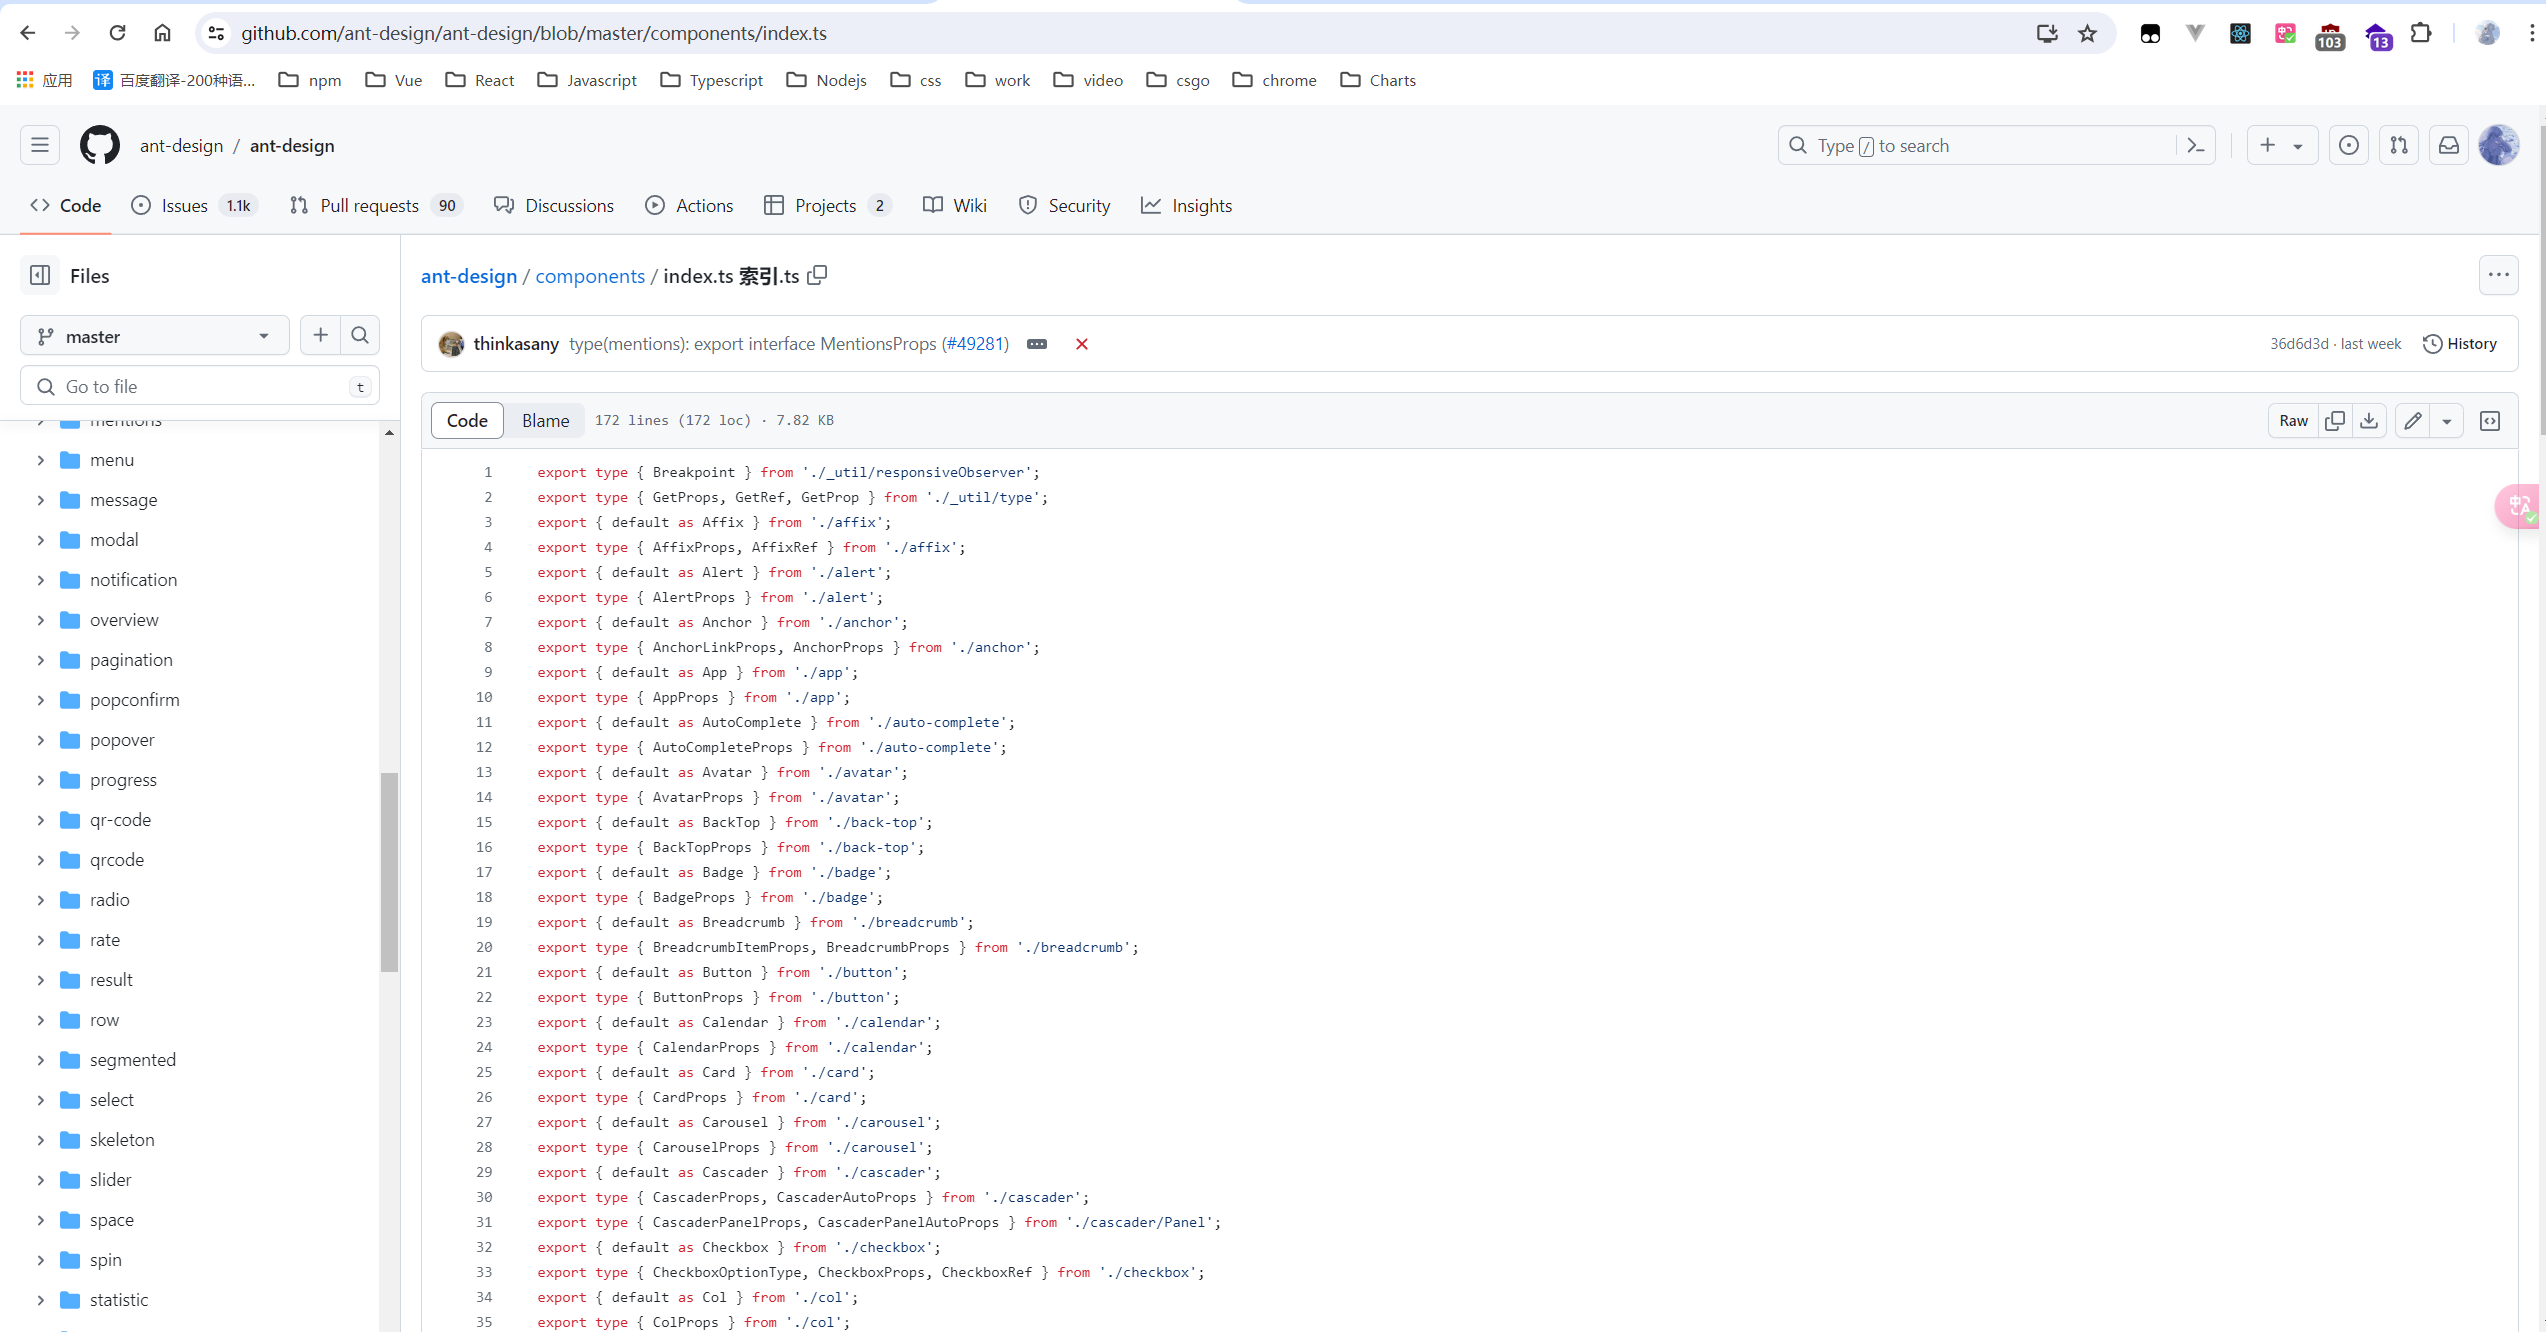 github.com/ant-design/ant-design/blob/master/components/index.ts
103
13
应用
译 百度翻译-200种语...
npm
Vue
React
Javascript
Typescript
Nodejs
css
work
video
csgo
chrome
Charts
ant-design / ant-design
Type / to search
Code
Issues 1.1k
Pull requests 90
Discussions
Actions
Projects 2
Wiki
Security
Insights
Files
master
Go to file t
mentions
menu
message
modal
notification
overview
pagination
popconfirm
popover
progress
qr-code
qrcode
radio
rate
result
row
segmented
select
skeleton
slider
space
spin
statistic
ant-design / components / index.ts 索引.ts
thinkasany type(mentions): export interface MentionsProps (#49281)
36d6d3d · last week
History
Code Blame 172 lines (172 loc) · 7.82 KB
Raw
1 export type { Breakpoint } from './_util/responsiveObserver';
2 export type { GetProps, GetRef, GetProp } from './_util/type';
3 export { default as Affix } from './affix';
4 export type { AffixProps, AffixRef } from './affix';
5 export { default as Alert } from './alert';
6 export type { AlertProps } from './alert';
7 export { default as Anchor } from './anchor';
8 export type { AnchorLinkProps, AnchorProps } from './anchor';
9 export { default as App } from './app';
10 export type { AppProps } from './app';
11 export { default as AutoComplete } from './auto-complete';
12 export type { AutoCompleteProps } from './auto-complete';
13 export { default as Avatar } from './avatar';
14 export type { AvatarProps } from './avatar';
15 export { default as BackTop } from './back-top';
16 export type { BackTopProps } from './back-top';
17 export { default as Badge } from './badge';
18 export type { BadgeProps } from './badge';
19 export { default as Breadcrumb } from './breadcrumb';
20 export type { BreadcrumbItemProps, BreadcrumbProps } from './breadcrumb';
21 export { default as Button } from './button';
22 export type { ButtonProps } from './button';
23 export { default as Calendar } from './calendar';
24 export type { CalendarProps } from './calendar';
25 export { default as Card } from './card';
26 export type { CardProps } from './card';
27 export { default as Carousel } from './carousel';
28 export type { CarouselProps } from './carousel';
29 export { default as Cascader } from './cascader';
30 export type { CascaderProps, CascaderAutoProps } from './cascader';
31 export type { CascaderPanelProps, CascaderPanelAutoProps } from './cascader/Panel';
32 export { default as Checkbox } from './checkbox';
33 export type { CheckboxOptionType, CheckboxProps, CheckboxRef } from './checkbox';
34 export { default as Col } from './col';
35 export type { ColProps } from './col';